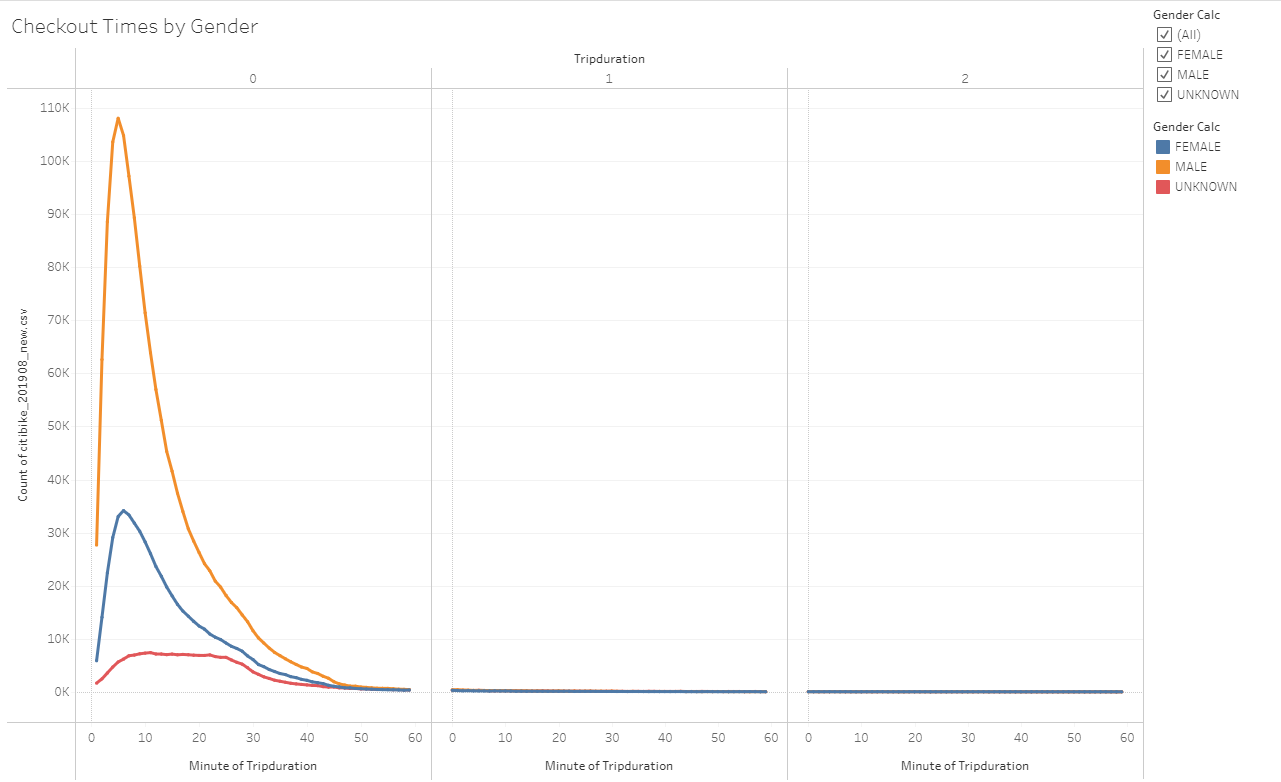 Checkout Times by Gender
Tripduration
0 1 2
110K
100K
90K
80K
70K
60K
50K
40K
30K
20K
10K
0K
Count of citibike_201908_new.csv
0 10 20 30 40 50 60 0 10 20 30 40 50 60 0 10 20 30 40 50 60
Minute of Tripduration Minute of Tripduration Minute of Tripduration
Gender Calc
(All)
FEMALE
MALE
UNKNOWN
Gender Calc
FEMALE
MALE
UNKNOWN